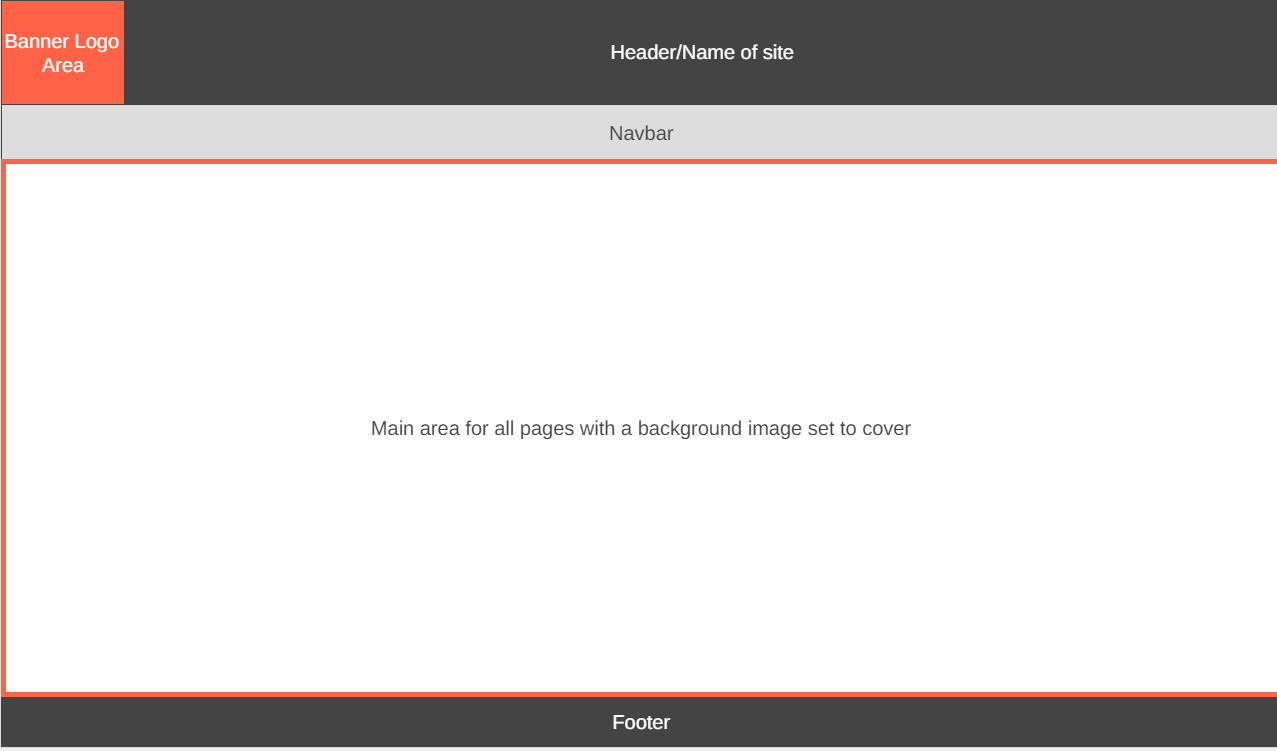 Banner Logo
Area
Header/Name of site
Navbar
Main area for all pages with a background image set to cover
Footer